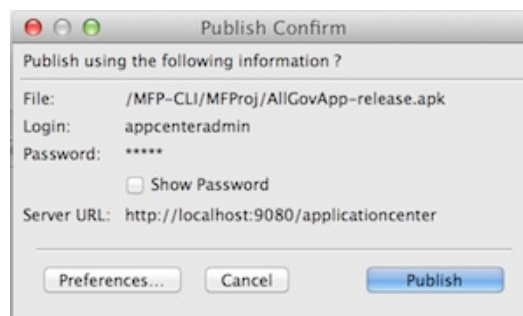 Publish Confirm
Publish using the following information ?
File: /MFP-CLI/MFProj/AllGovApp-release.apk
Login: appcenteradmin
Password: *****
Show Password
Server URL: http://localhost:9080/applicationcenter
Preferences... Cancel Publish